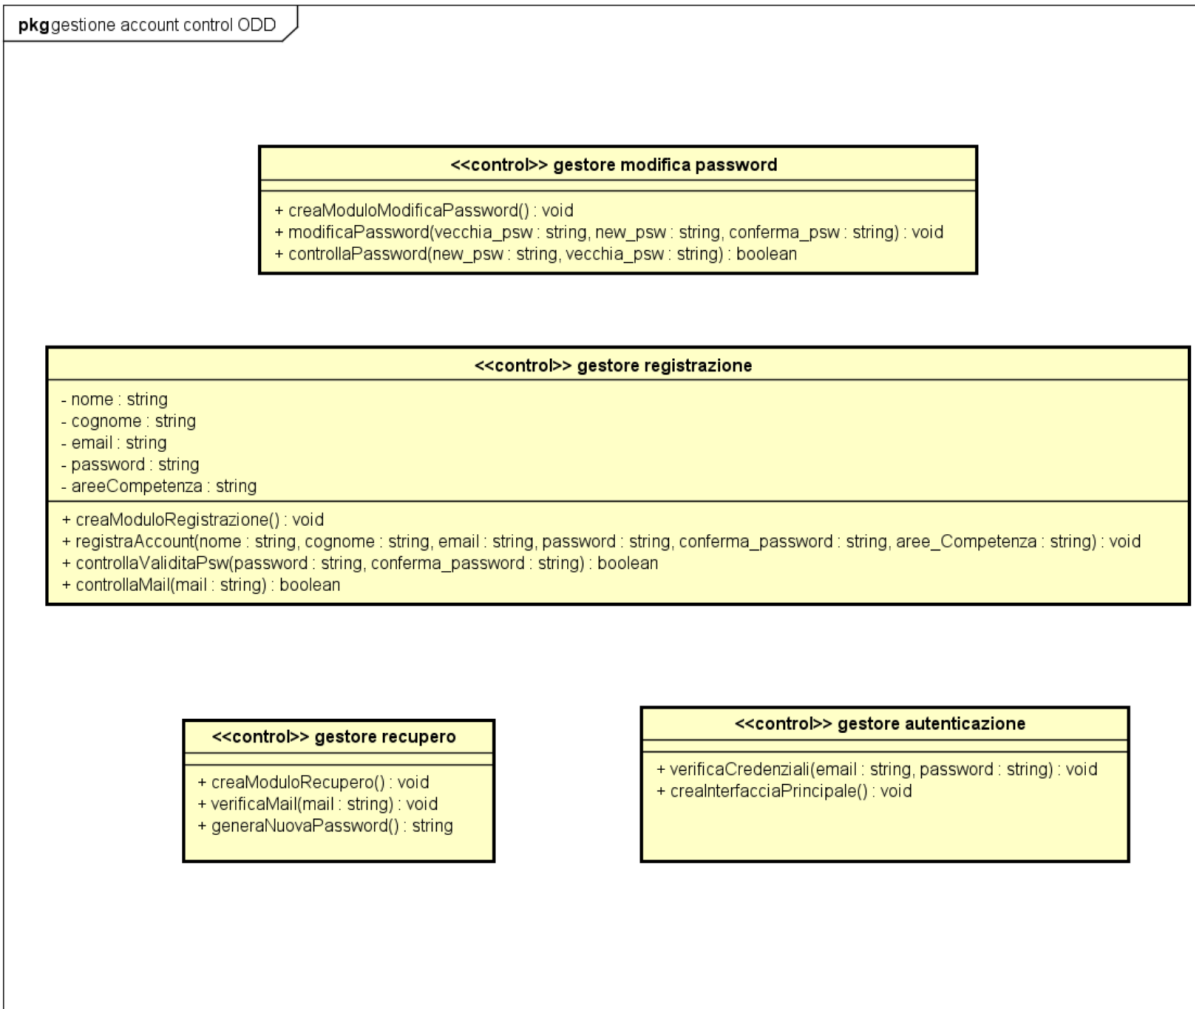 pkg gestione account control ODD
<<control>> gestore modifica password
+ creaModuloModificaPassword() : void
+ modificaPassword(vecchia_psw : string, new_psw : string, conferma_psw : string) : void
+ controllaPassword(new_psw : string, vecchia_psw : string) : boolean
<<control>> gestore registrazione
- nome : string
- cognome : string
- email : string
- password : string
- areeCompetenza : string
+ creaModuloRegistrazione() : void
+ registraAccount(nome : string, cognome : string, email : string, password : string, conferma_password : string, aree_Competenza : string) : void
+ controllaValiditaPsw(password : string, conferma_password : string) : boolean
+ controllaMail(mail : string) : boolean
<<control>> gestore recupero
+ creaModuloRecupero() : void
+ verificaMail(mail : string) : void
+ generaNuovaPassword() : string
<<control>> gestore autenticazione
+ verificaCredenziali(email : string, password : string) : void
+ creaInterfacciaPrincipale() : void